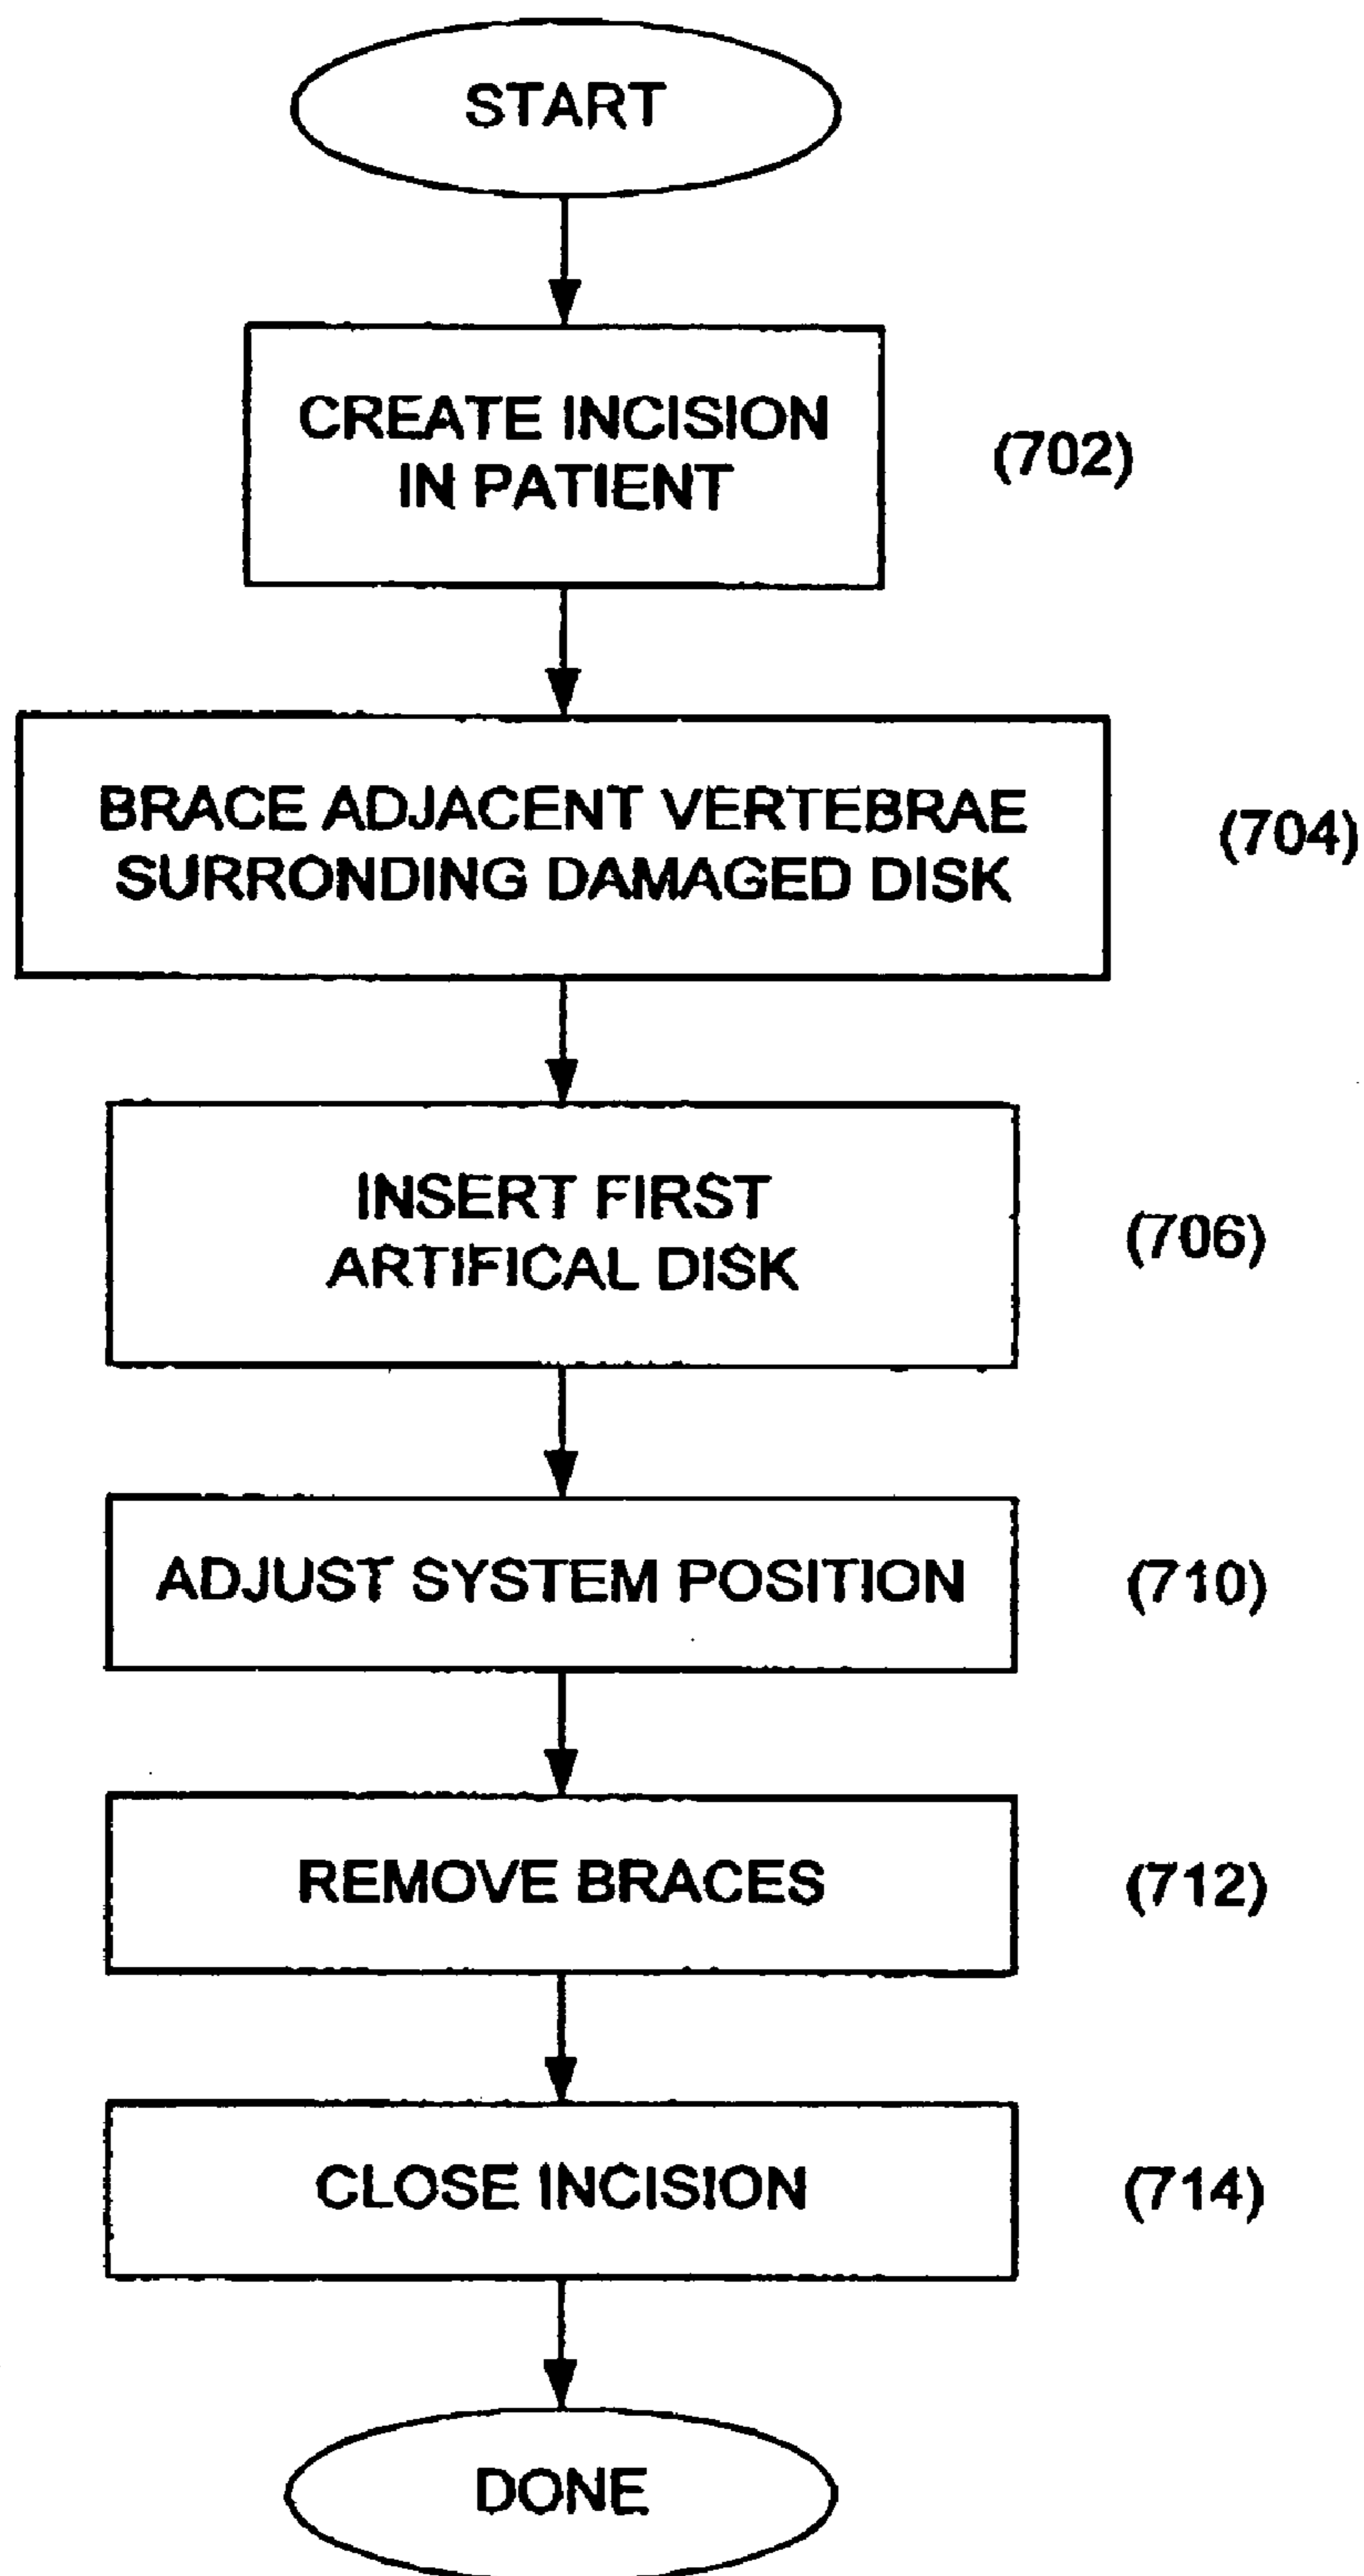 START
CREATE INCISION
IN PATIENT
(702)
BRACE ADJACENT VERTEBRAE
SURRONDING DAMAGED DISK
(704)
INSERT FIRST
ARTIFICAL DISK
(706)
ADJUST SYSTEM POSITION
(710)
REMOVE BRACES
(712)
CLOSE INCISION
(714)
DONE